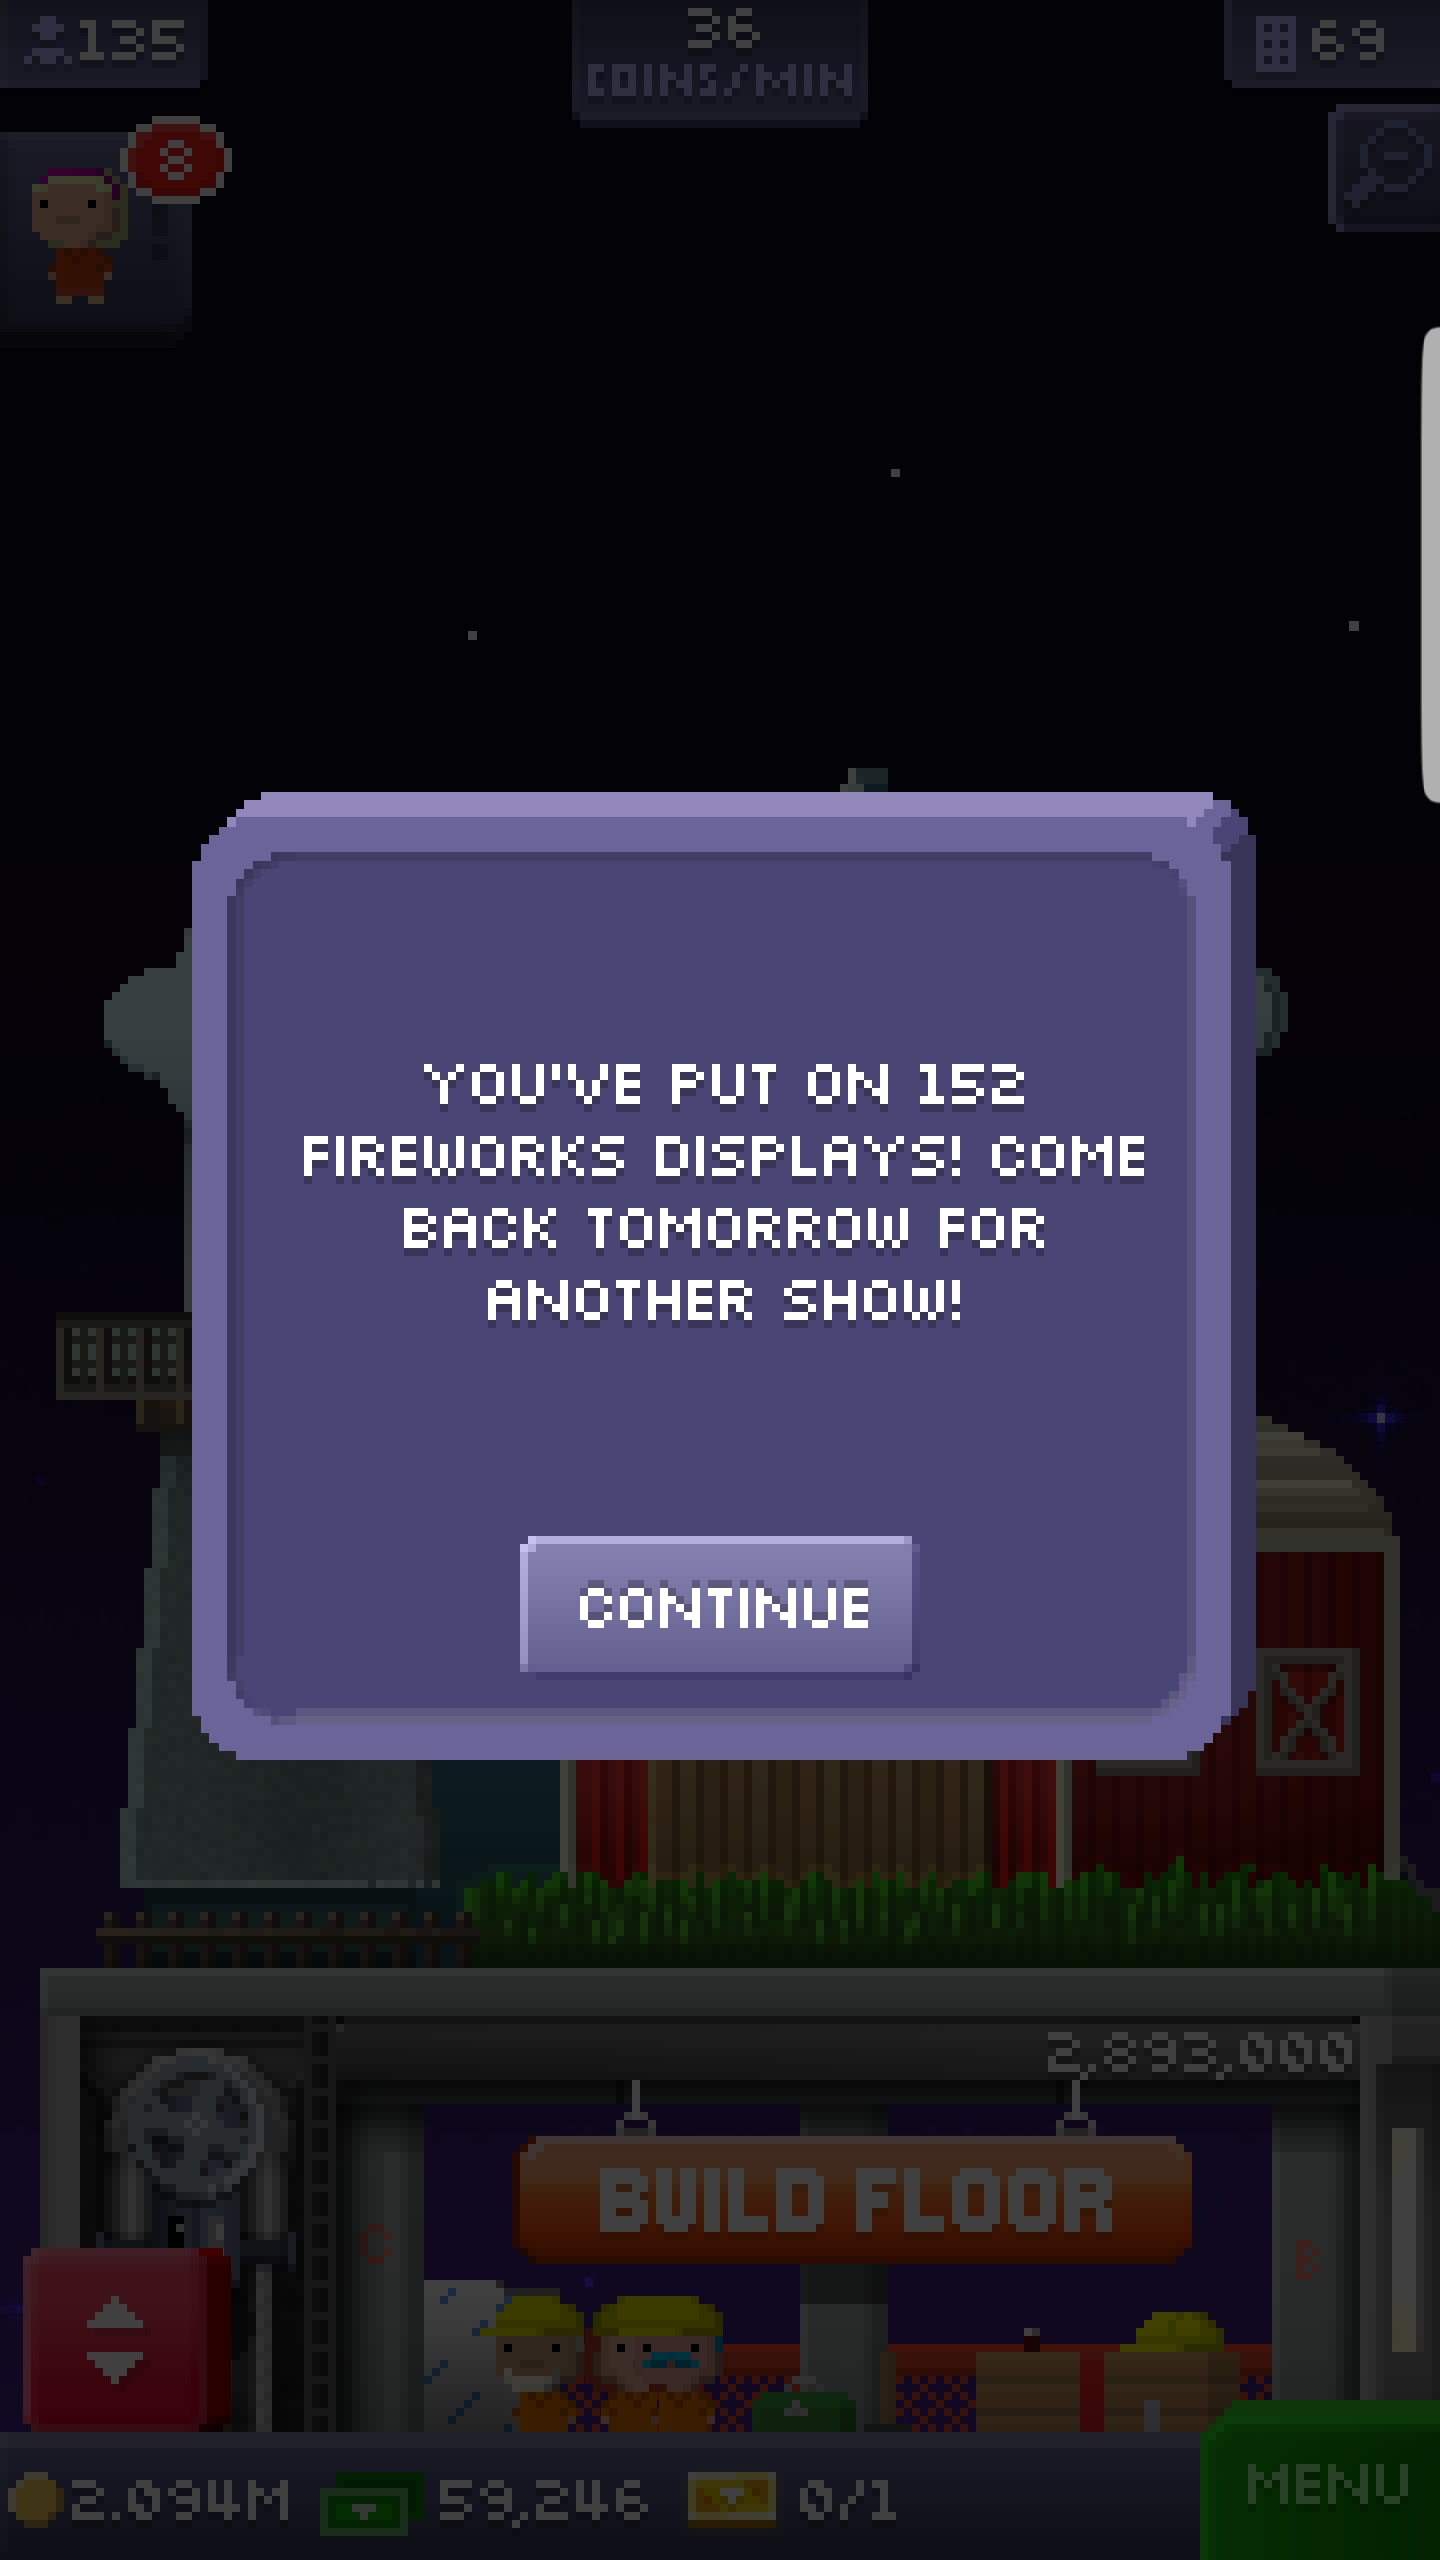 135
36
COINS/MIN
69
8
YOU'VE PUT ON 152
FIREWORKS DISPLAYS! COME
BACK TOMORROW FOR
ANOTHER SHOW!
CONTINUE
2,893,000
BUILD FLOOR
C
B
2.094M
59,246
0/1
MENU